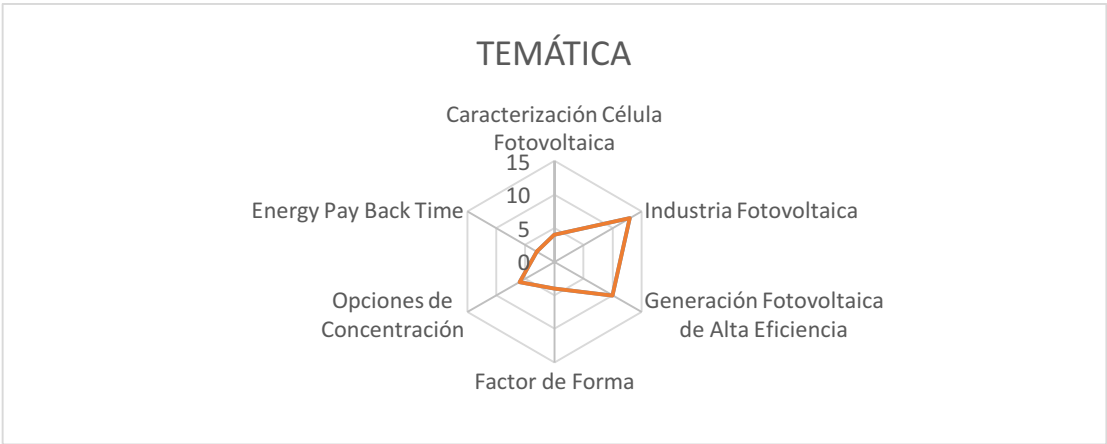 TEMÁTICA
Caracterización Célula
Fotovoltaica
15
10
5
0
Energy Pay Back Time
Industria Fotovoltaica
Opciones de
Concentración
Generación Fotovoltaica
de Alta Eficiencia
Factor de Forma